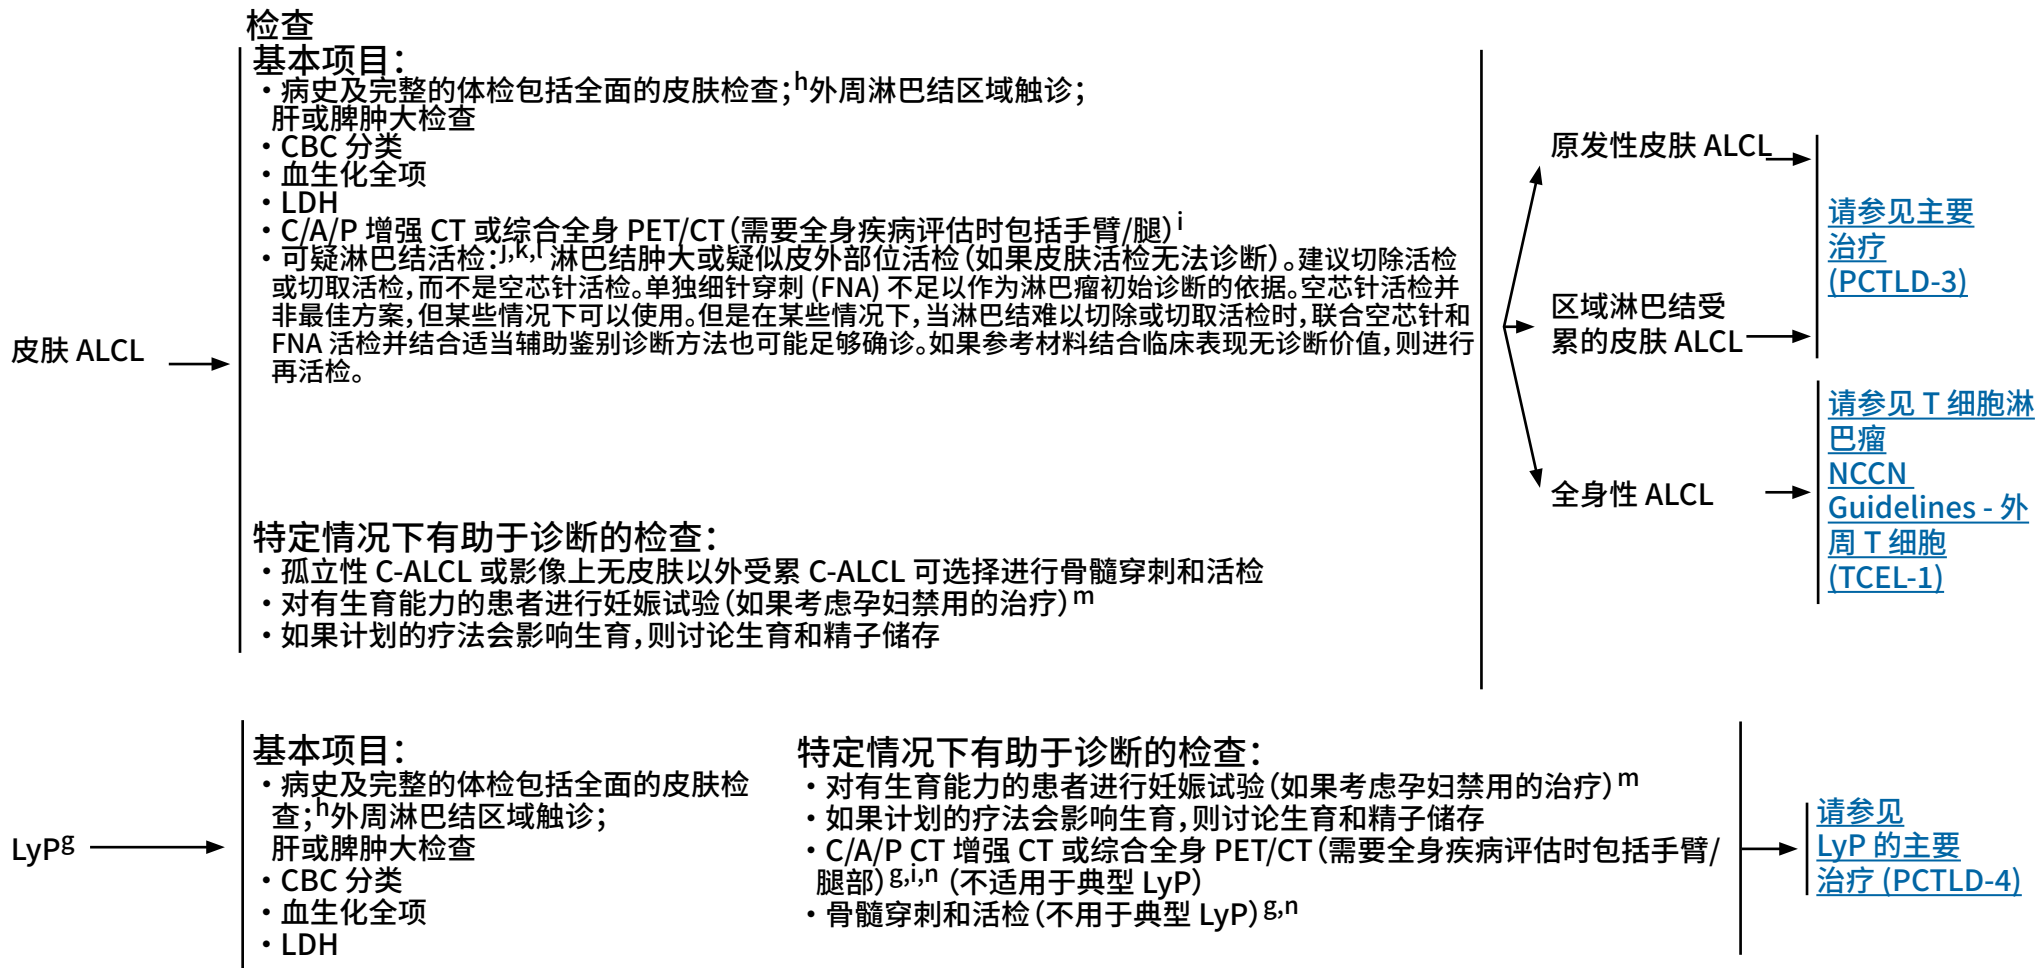 检查
基本项目：
・病史及完整的体检包括全面的皮肤检查；h外周淋巴结区域触诊；
肝或脾肿大检查
・CBC 分类
・血生化全项
・LDH
・C/A/P 增强 CT 或综合全身 PET/CT（需要全身疾病评估时包括手臂/腿）i
・可疑淋巴结活检：j,k,l 淋巴结肿大或疑似皮外部位活检（如果皮肤活检无法诊断）。建议切除活检
或切取活检，而不是空芯针活检。单独细针穿刺 (FNA) 不足以作为淋巴瘤初始诊断的依据。空芯针活检并
非最佳方案，但某些情况下可以使用。但是在某些情况下，当淋巴结难以切除或切取活检时，联合空芯针和
FNA 活检并结合适当辅助鉴别诊断方法也可能足够确诊。如果参考材料结合临床表现无诊断价值，则进行
再活检。
皮肤 ALCL
特定情况下有助于诊断的检查：
・孤立性 C-ALCL 或影像上无皮肤以外受累 C-ALCL 可选择进行骨髓穿刺和活检
・对有生育能力的患者进行妊娠试验（如果考虑孕妇禁用的治疗）m
・如果计划的疗法会影响生育，则讨论生育和精子储存
原发性皮肤 ALCL
区域淋巴结受
累的皮肤 ALCL
请参见主要
治疗
(PCTLD-3)
全身性 ALCL
请参见 T 细胞淋
巴瘤
NCCN
Guidelines - 外
周 T 细胞
(TCEL-1)
LyPg
基本项目：
・病史及完整的体检包括全面的皮肤检
查；h外周淋巴结区域触诊；
肝或脾肿大检查
・CBC 分类
・血生化全项
・LDH
特定情况下有助于诊断的检查：
・对有生育能力的患者进行妊娠试验（如果考虑孕妇禁用的治疗）m
・如果计划的疗法会影响生育，则讨论生育和精子储存
・C/A/P CT 增强 CT 或综合全身 PET/CT（需要全身疾病评估时包括手臂/
腿部）g,i,n（不适用于典型 LyP）
・骨髓穿刺和活检（不用于典型 LyP）g,n
请参见
LyP 的主要
治疗 (PCTLD-4)